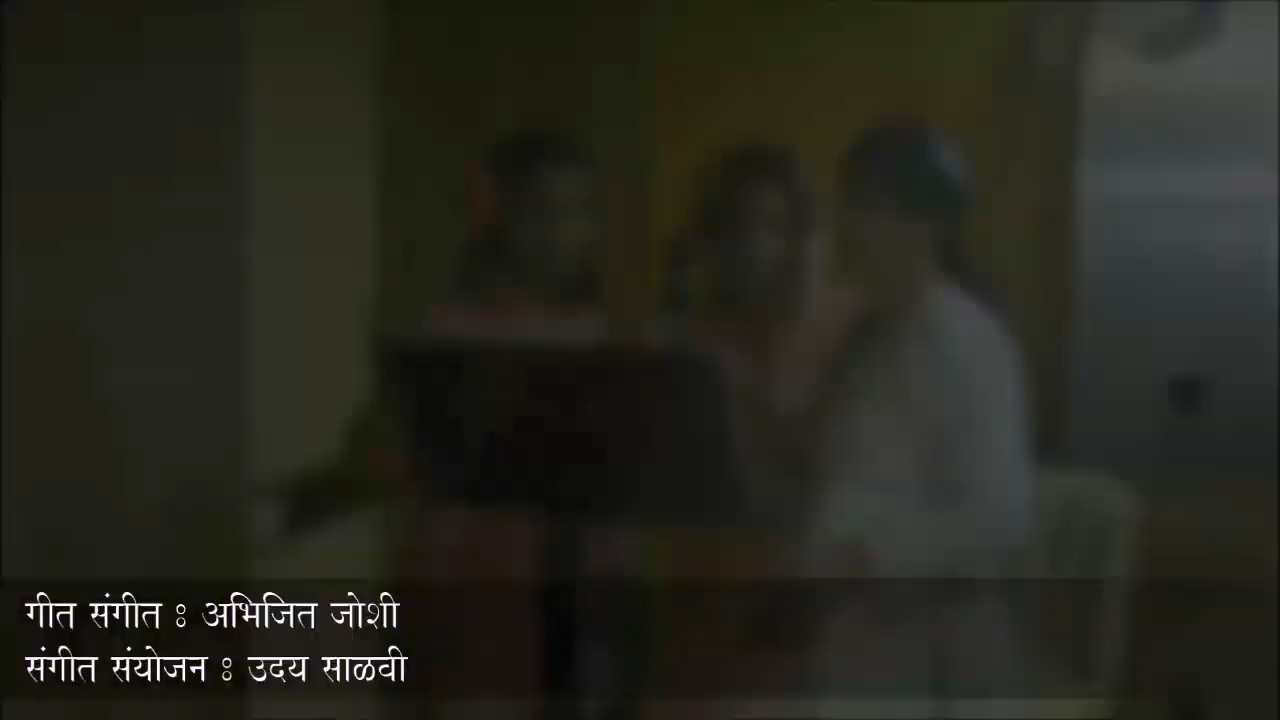 गीत संगीत : अभिजित जोशी
संगीत संयोजन : उदय साळवी